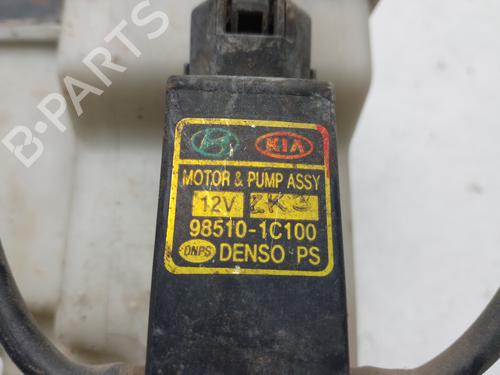 B-PARTS
KIA
MOTOR & PUMP ASSY
12V
98510-1C100
DNPS DENSO PS